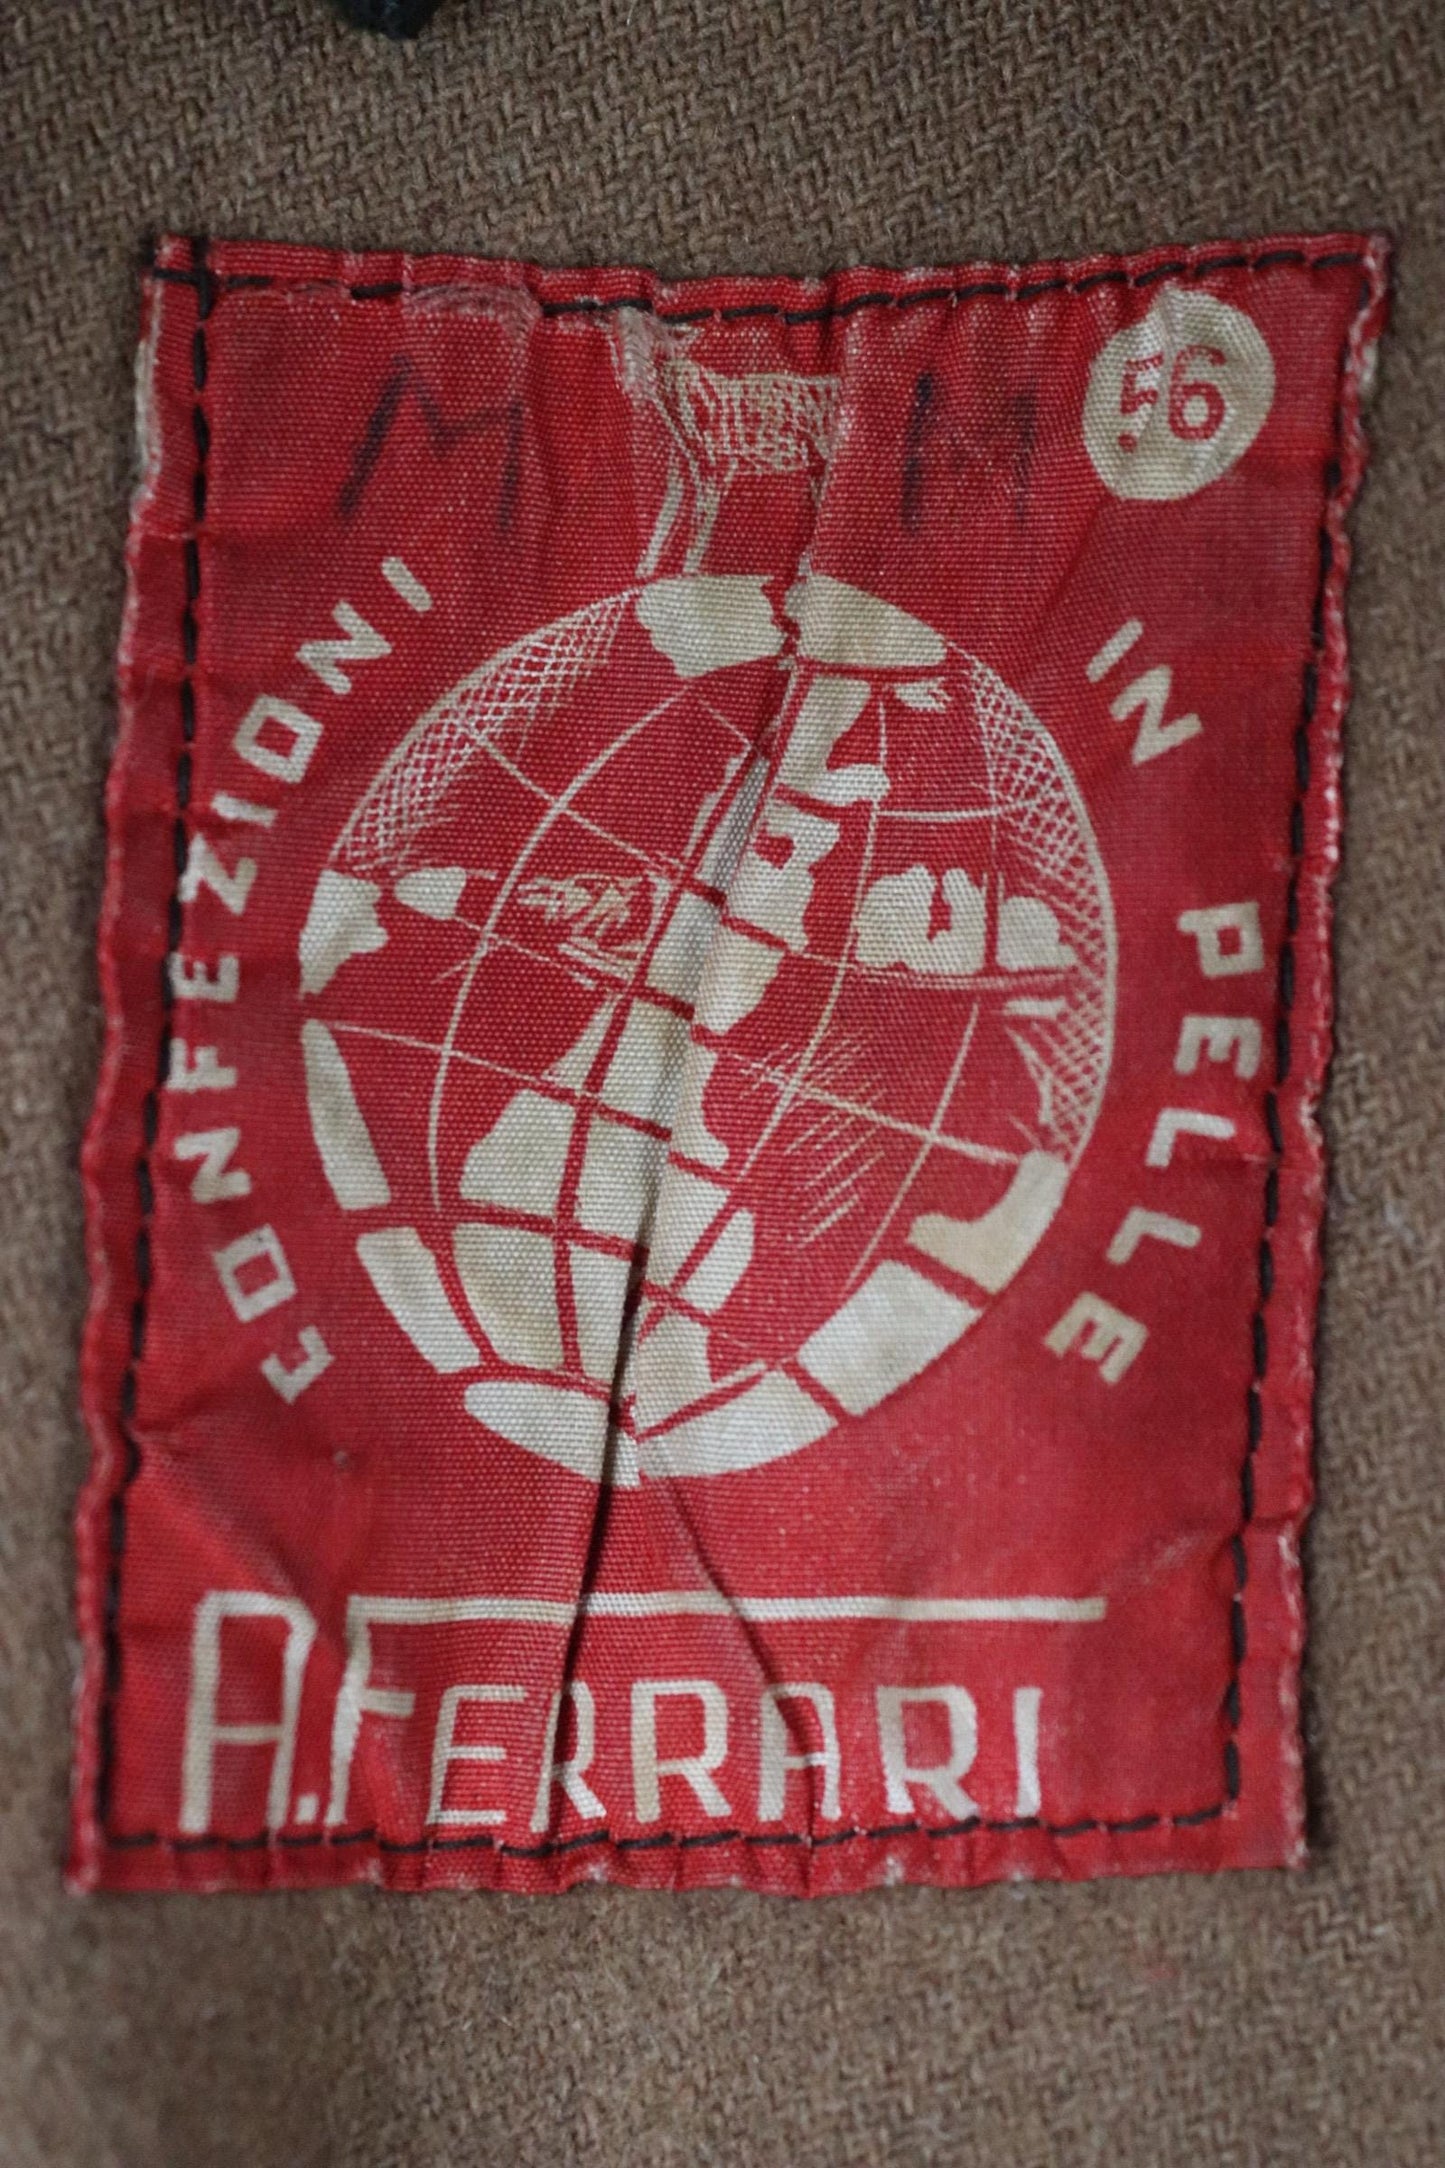 M M
56
CONFEZIONI IN PELLE
A. FERRARI